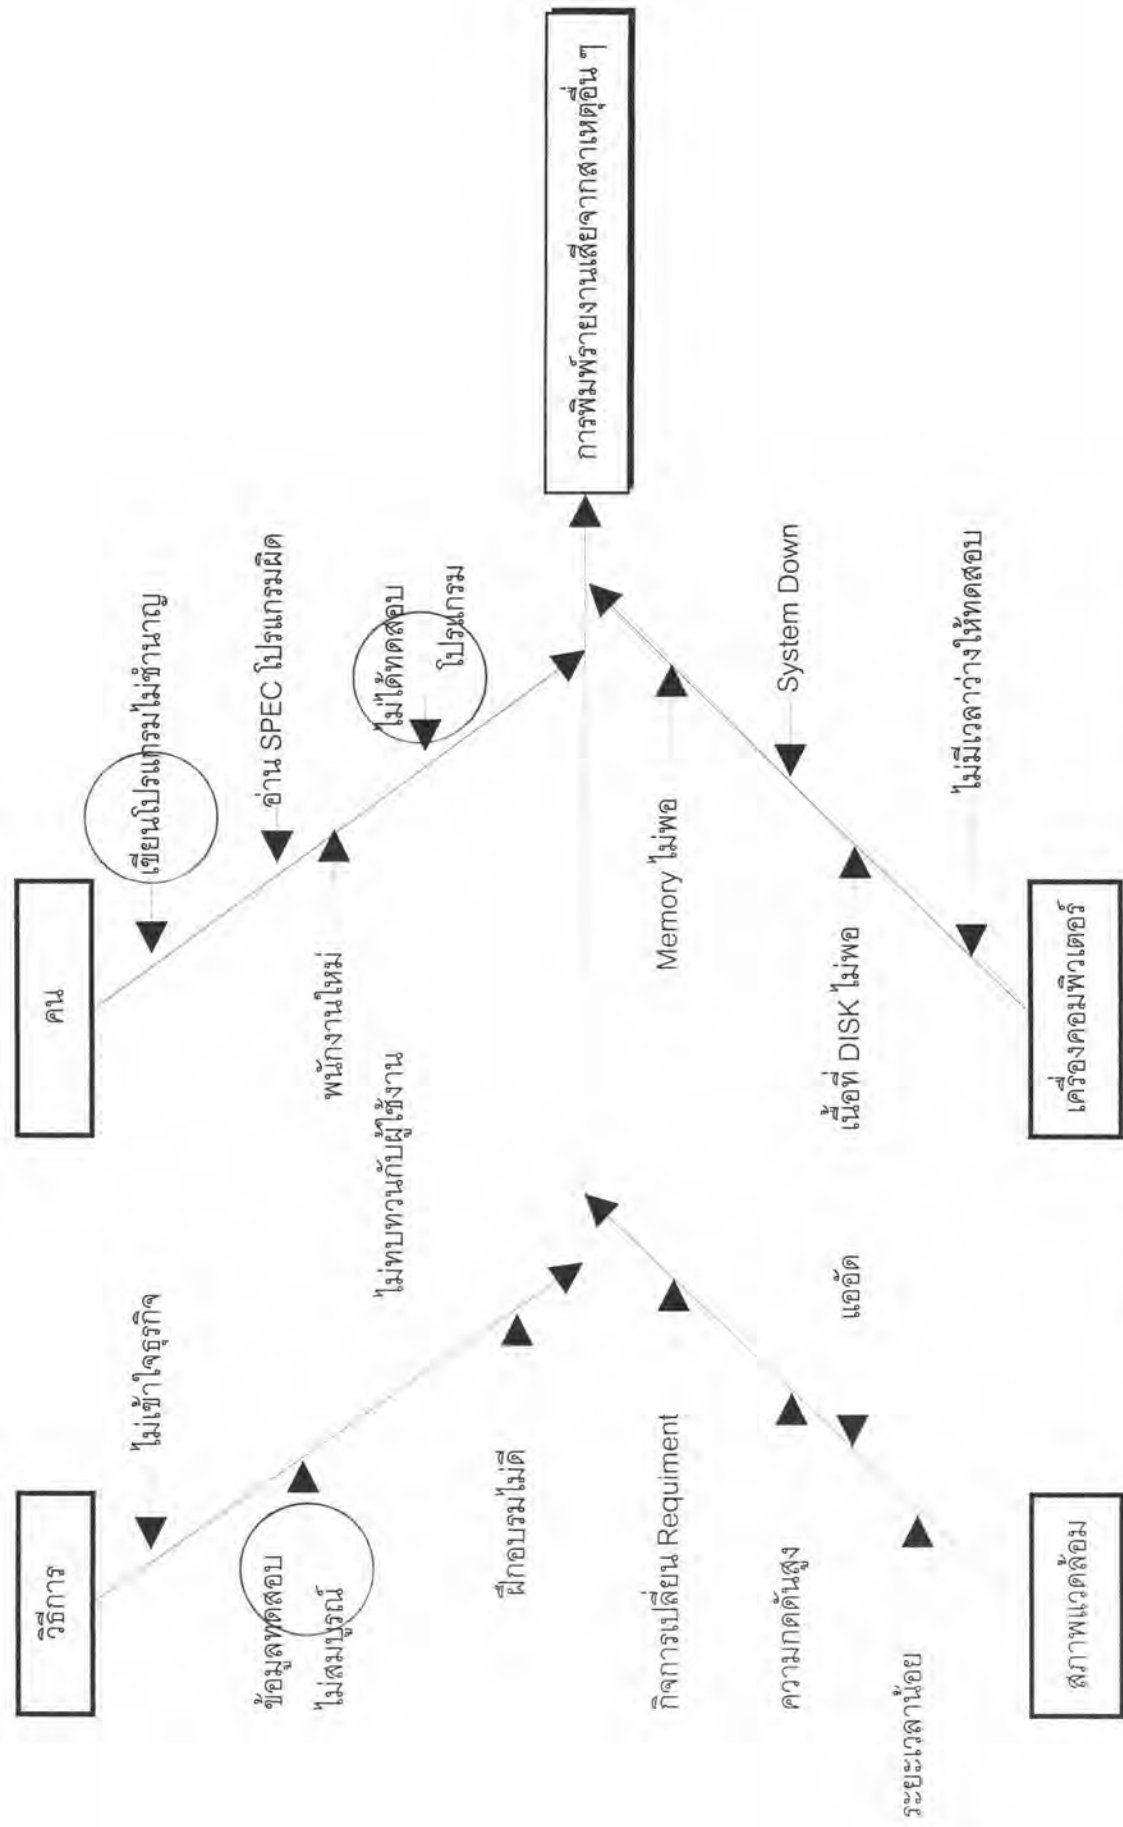 วิธีการ
คน
ไม่เข้าใจธุรกิจ
เขียนโปรแกรมไม่ชำนาญ
ข้อมูลทดสอบ
ไม่สมบูรณ์
อ่าน SPEC โปรแกรมผิด
พนักงานใหม่
ไม่ทบทวนกับผู้ใช้งาน
ไม่ได้ทดสอบ
โปรแกรม
ฝึกอบรมไม่ดี
การพิมพ์รายงานเสียจากสาเหตุอื่น ๆ
กิจการเปลี่ยน Requiment
Memory ไม่พอ
ความกดดันสูง
System Down
แออัด
เนื้อที่ DISK ไม่พอ
ระยะเวลาน้อย
ไม่มีเวลาว่างให้ทดสอบ
สภาพแวดล้อม
เครื่องคอมพิวเตอร์